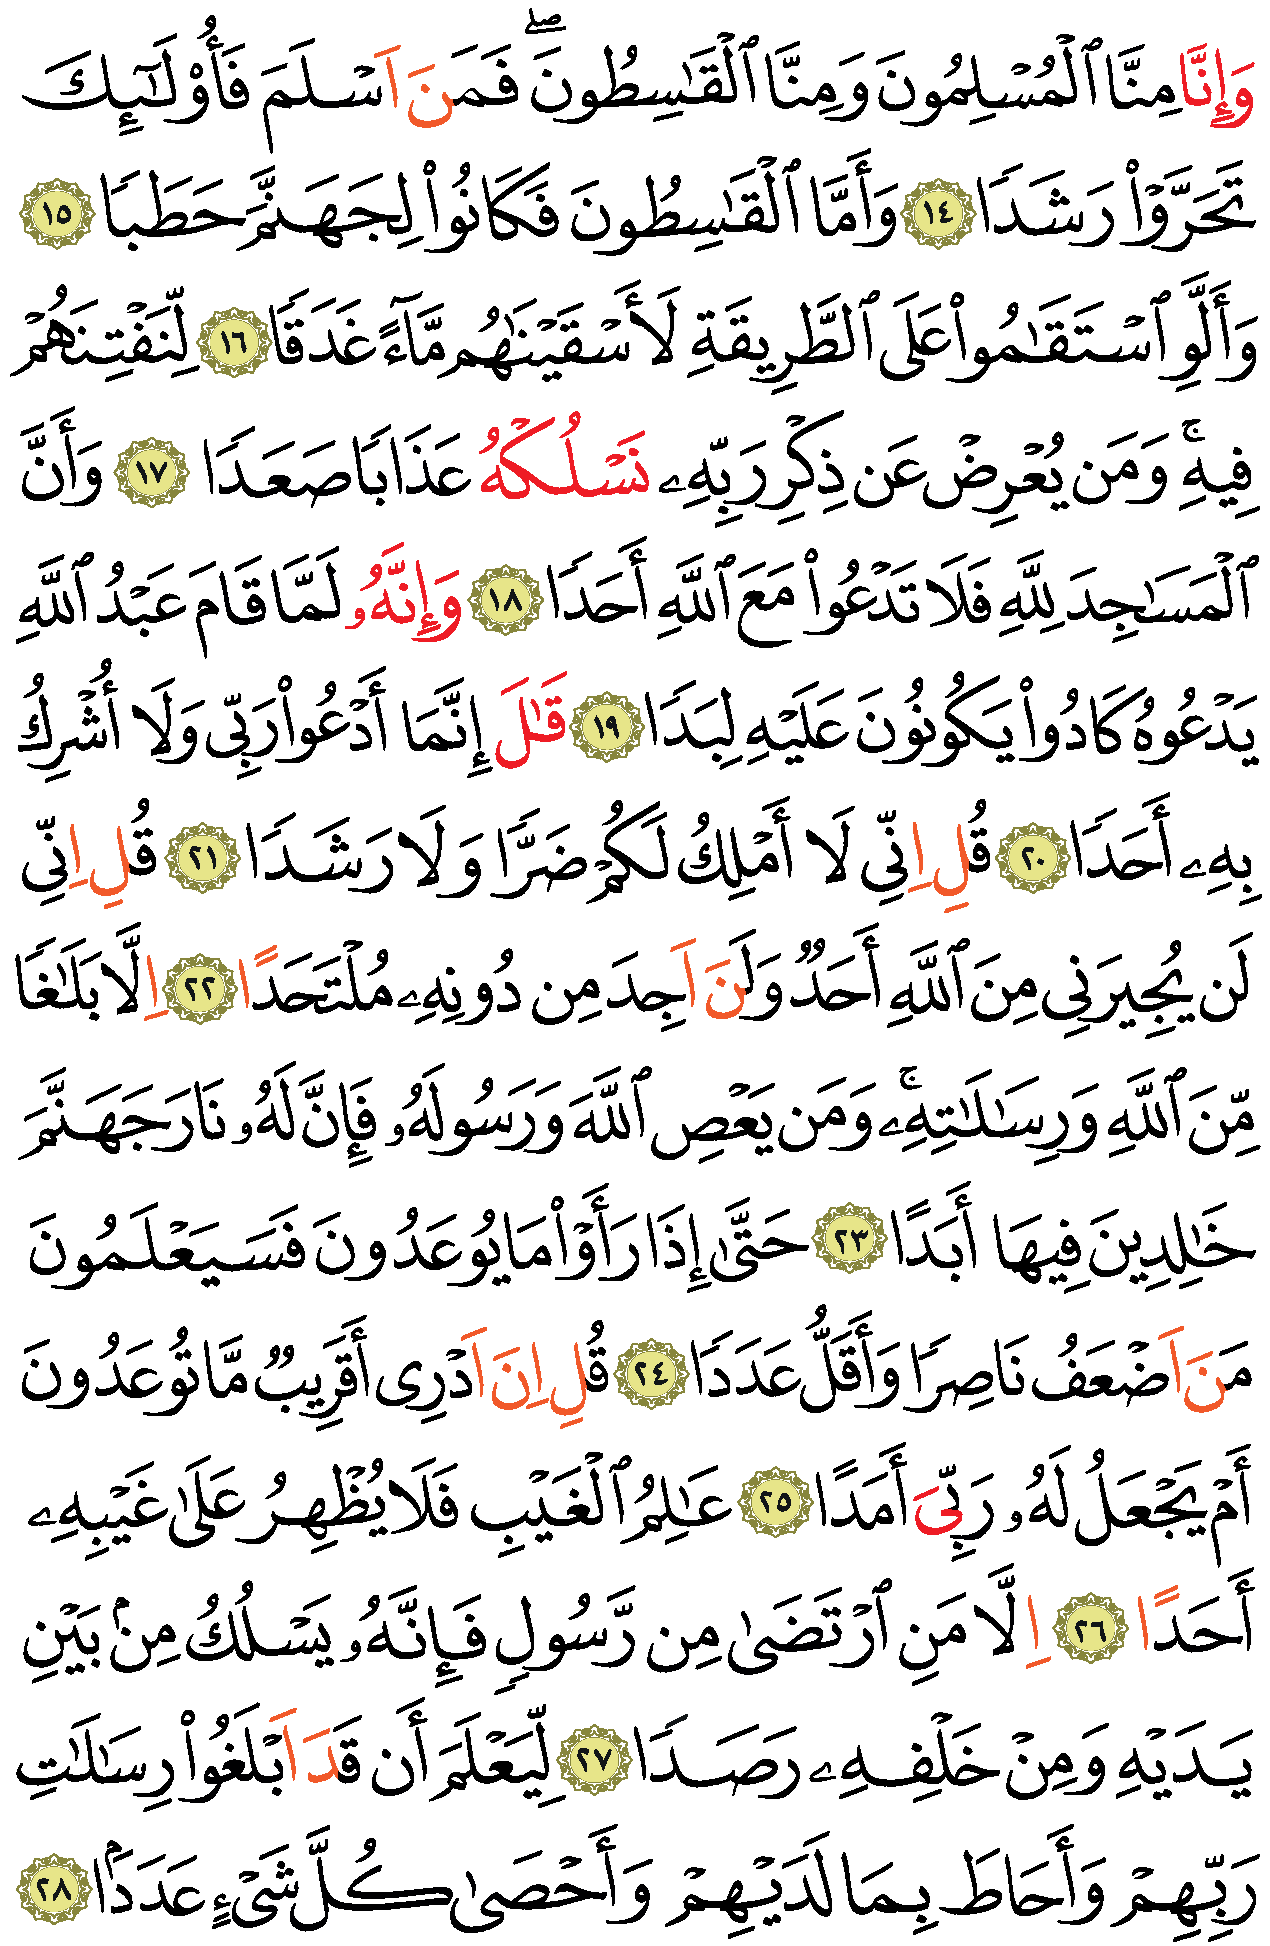 وَإِنَّا مِنَّا ٱلْمُسْلِمُونَ وَمِنَّا ٱلْقَٰسِطُونَۖ فَمَنَ اَسْلَمَ فَأُوْلَٰٓئِكَ
تَحَرَّوْاْ رَشَدٗا ١٤ وَأَمَّا ٱلْقَٰسِطُونَ فَكَانُواْ لِجَهَنَّمَ حَطَبٗا ١٥
وَأَلَّوِ ٱسْتَقَٰمُواْ عَلَى ٱلطَّرِيقَةِ لَأَسْقَيْنَٰهُم مَّآءً غَدَقٗا ١٦ لِّنَفْتِنَهُمْ
فِيهِۚ وَمَن يُعْرِضْ عَن ذِكْرِ رَبِّهِۦ نَسْلُكْهُ عَذَابٗا صَعَدٗا ١٧ وَأَنَّ
ٱلْمَسَٰجِدَ لِلَّهِ فَلَا تَدْعُواْ مَعَ ٱللَّهِ أَحَدٗا ١٨ وَإِنَّهُۥ لَمَّا قَامَ عَبْدُ ٱللَّهِ
يَدْعُوهُ كَادُواْ يَكُونُونَ عَلَيْهِ لِبَدٗا ١٩ قَٰلَ إِنَّمَا أَدْعُواْ رَبِّى وَلَا أُشْرِكُ
بِهِۦ أَحَدٗا ٢٠ قُلِ اِنِّى لَا أَمْلِكُ لَكُمْ ضَرّٗا وَلَا رَشَدٗا ٢١ قُلِ اِنِّى
لَن يُجِيرَنِى مِنَ ٱللَّهِ أَحَدٞ وَلَنَ اَجِدَ مِن دُونِهِۦ مُلْتَحَدًا ٢٢ اِلَّا بَلَٰغٗا
مِّنَ ٱللَّهِ وَرِسَٰلَٰتِهِۦۚ وَمَن يَعْصِ ٱللَّهَ وَرَسُولَهُۥ فَإِنَّ لَهُۥ نَارَ جَهَنَّمَ
خَٰلِدِينَ فِيهَا أَبَدًا ٢٣ حَتَّىٰ إِذَا رَأَوْاْ مَا يُوعَدُونَ فَسَيَعْلَمُونَ
مَنَ اَضْعَفُ نَاصِرٗا وَأَقَلُّ عَدَدٗا ٢٤ قُلِ اِنَ اَدْرِى أَقَرِيبٞ مَّا تُوعَدُونَ
أَمْ يَجْعَلُ لَهُۥ رَبِّىَ أَمَدًا ٢٥ عَٰلِمُ ٱلْغَيْبِ فَلَا يُظْهِرُ عَلَىٰ غَيْبِهِۦ
أَحَدًا ٢٦ اِلَّا مَنِ ٱرْتَضَىٰ مِن رَّسُولٖ فَإِنَّهُۥ يَسْلُكُ مِنۢ بَيْنِ
يَدَيْهِ وَمِنْ خَلْفِهِۦ رَصَدٗا ٢٧ لِّيَعْلَمَ أَن قَدَ اَبْلَغُواْ رِسَٰلَٰتِ
رَبِّهِمْ وَأَحَاطَ بِمَا لَدَيْهِمْ وَأَحْصَىٰ كُلَّ شَىْءٍ عَدَدَۢا ٢٨